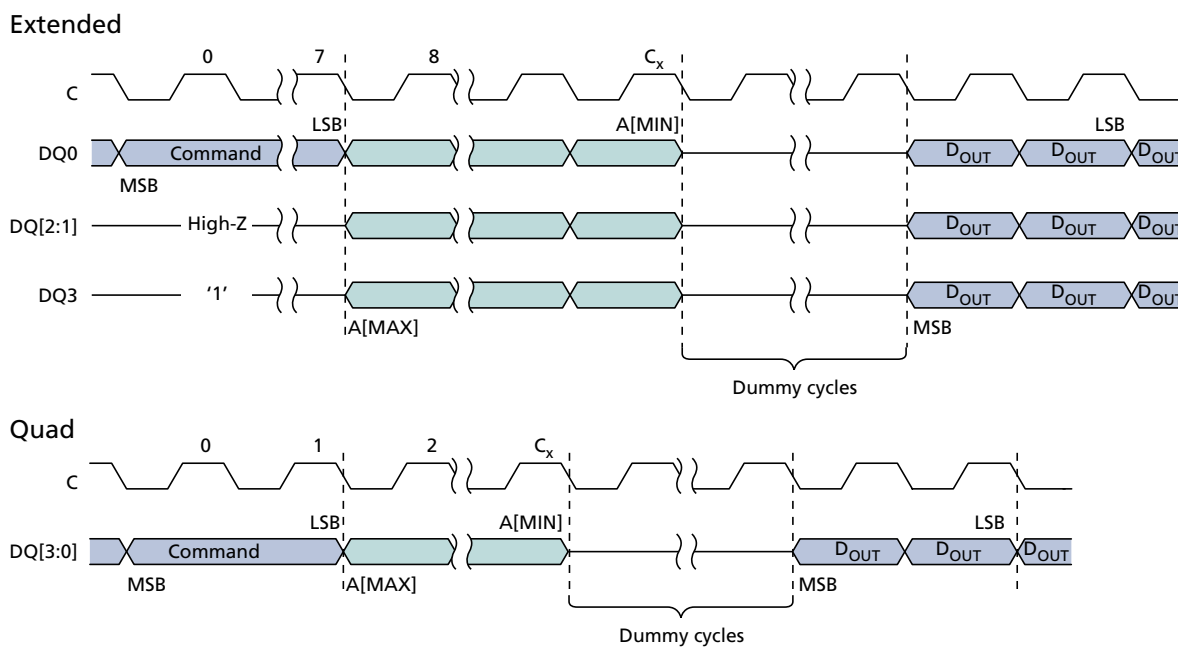 Extended
0 7 8 Cx
C
LSB A[MIN] LSB
DQ0 Command DOUT DOUT DOUT
MSB
DQ[2:1] High-Z DOUT DOUT DOUT
DQ3 '1' DOUT DOUT DOUT
A[MAX] MSB
Dummy cycles
Quad
0 1 2 Cx
C
LSB A[MIN] LSB
DQ[3:0] Command DOUT DOUT DOUT
MSB A[MAX] MSB
Dummy cycles